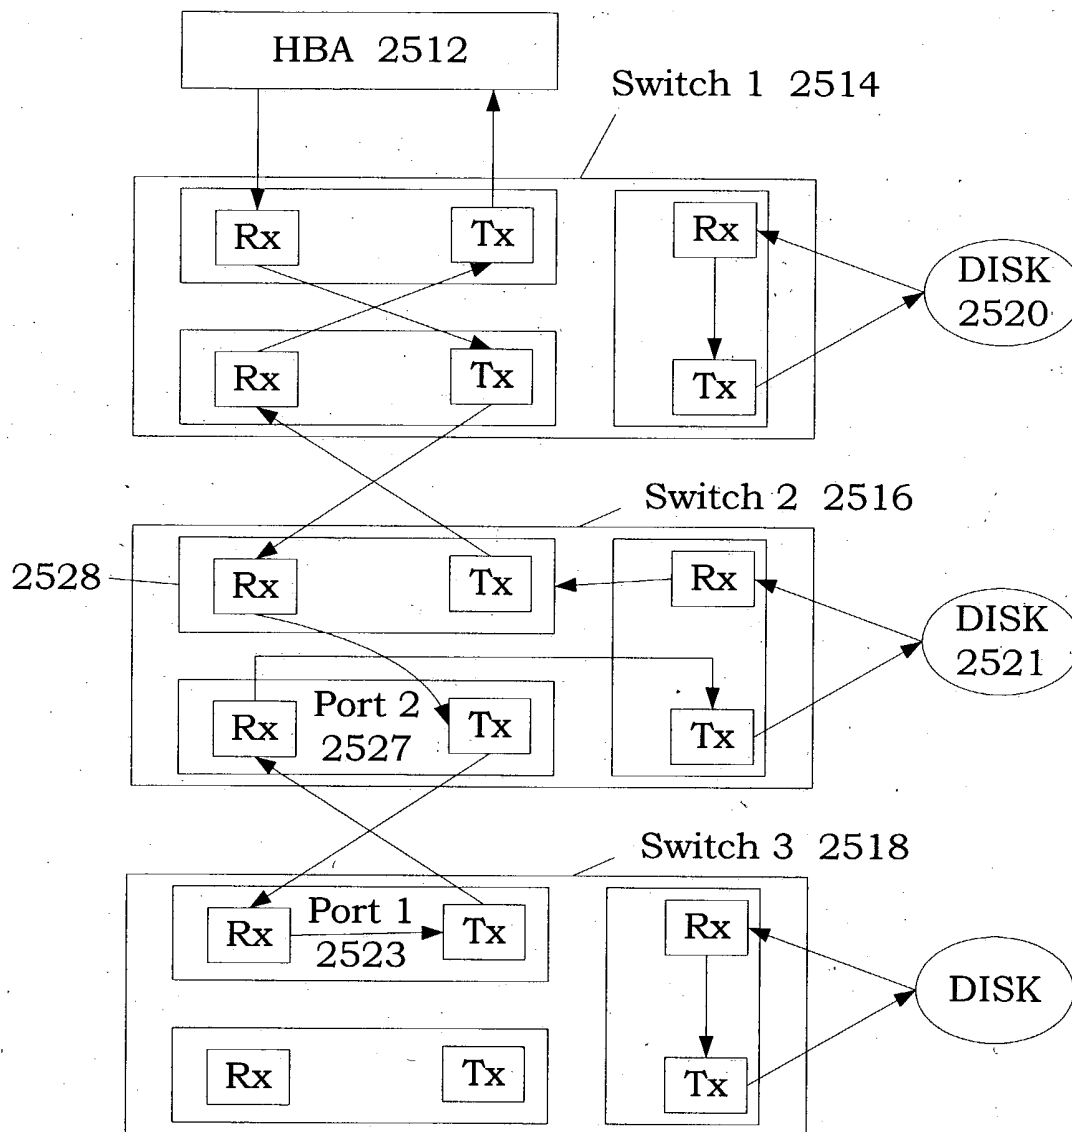 HBA 2512
Switch 1 2514
Rx
Tx
Rx
DISK
2520
Rx
Tx
Tx
Switch 2 2516
2528
Rx
Tx
Rx
DISK
2521
Port 2
2527
Rx
Tx
Tx
Switch 3 2518
Rx
Port 1
2523
Tx
Rx
DISK
Rx
Tx
Tx